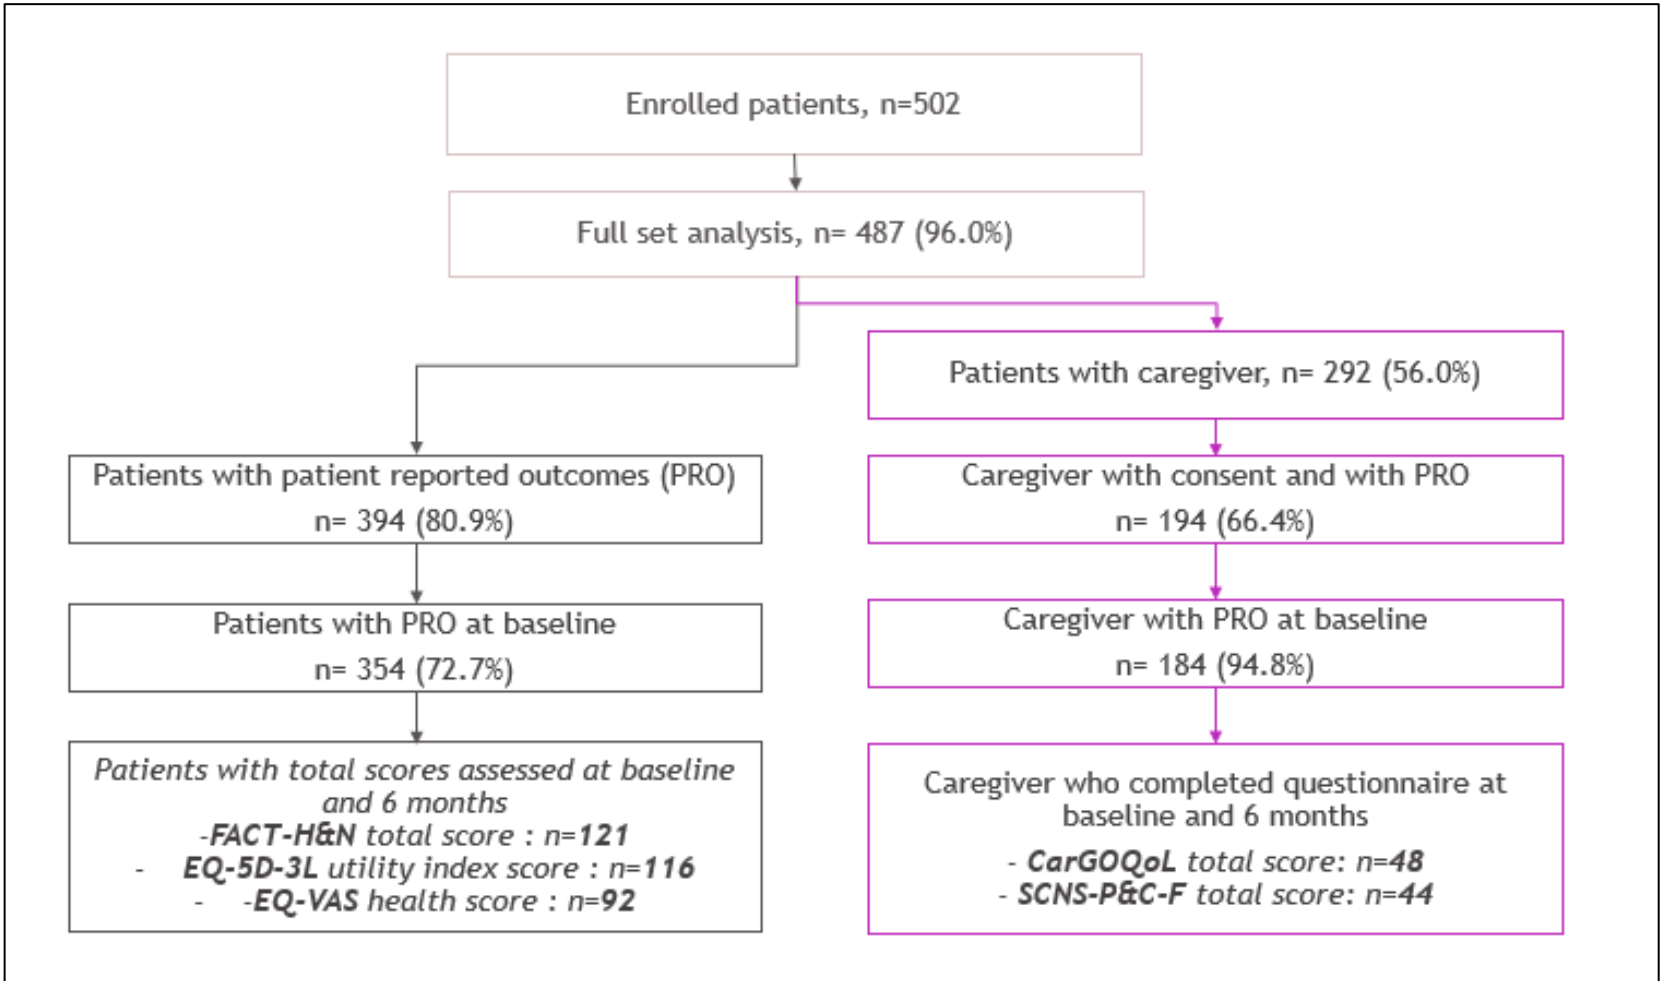 Enrolled patients, n=502
Full set analysis, n= 487 (96.0%)
Patients with caregiver, n= 292 (56.0%)
Patients with patient reported outcomes (PRO)
n= 394 (80.9%)
Caregiver with consent and with PRO
n= 194 (66.4%)
Patients with PRO at baseline
n= 354 (72.7%)
Caregiver with PRO at baseline
n= 184 (94.8%)
Patients with total scores assessed at baseline
and 6 months
-FACT-H&N total score : n=121
- EQ-5D-3L utility index score : n=116
- -EQ-VAS health score : n=92
Caregiver who completed questionnaire at
baseline and 6 months
- CarGOQoL total score: n=48
- SCNS-P&C-F total score: n=44